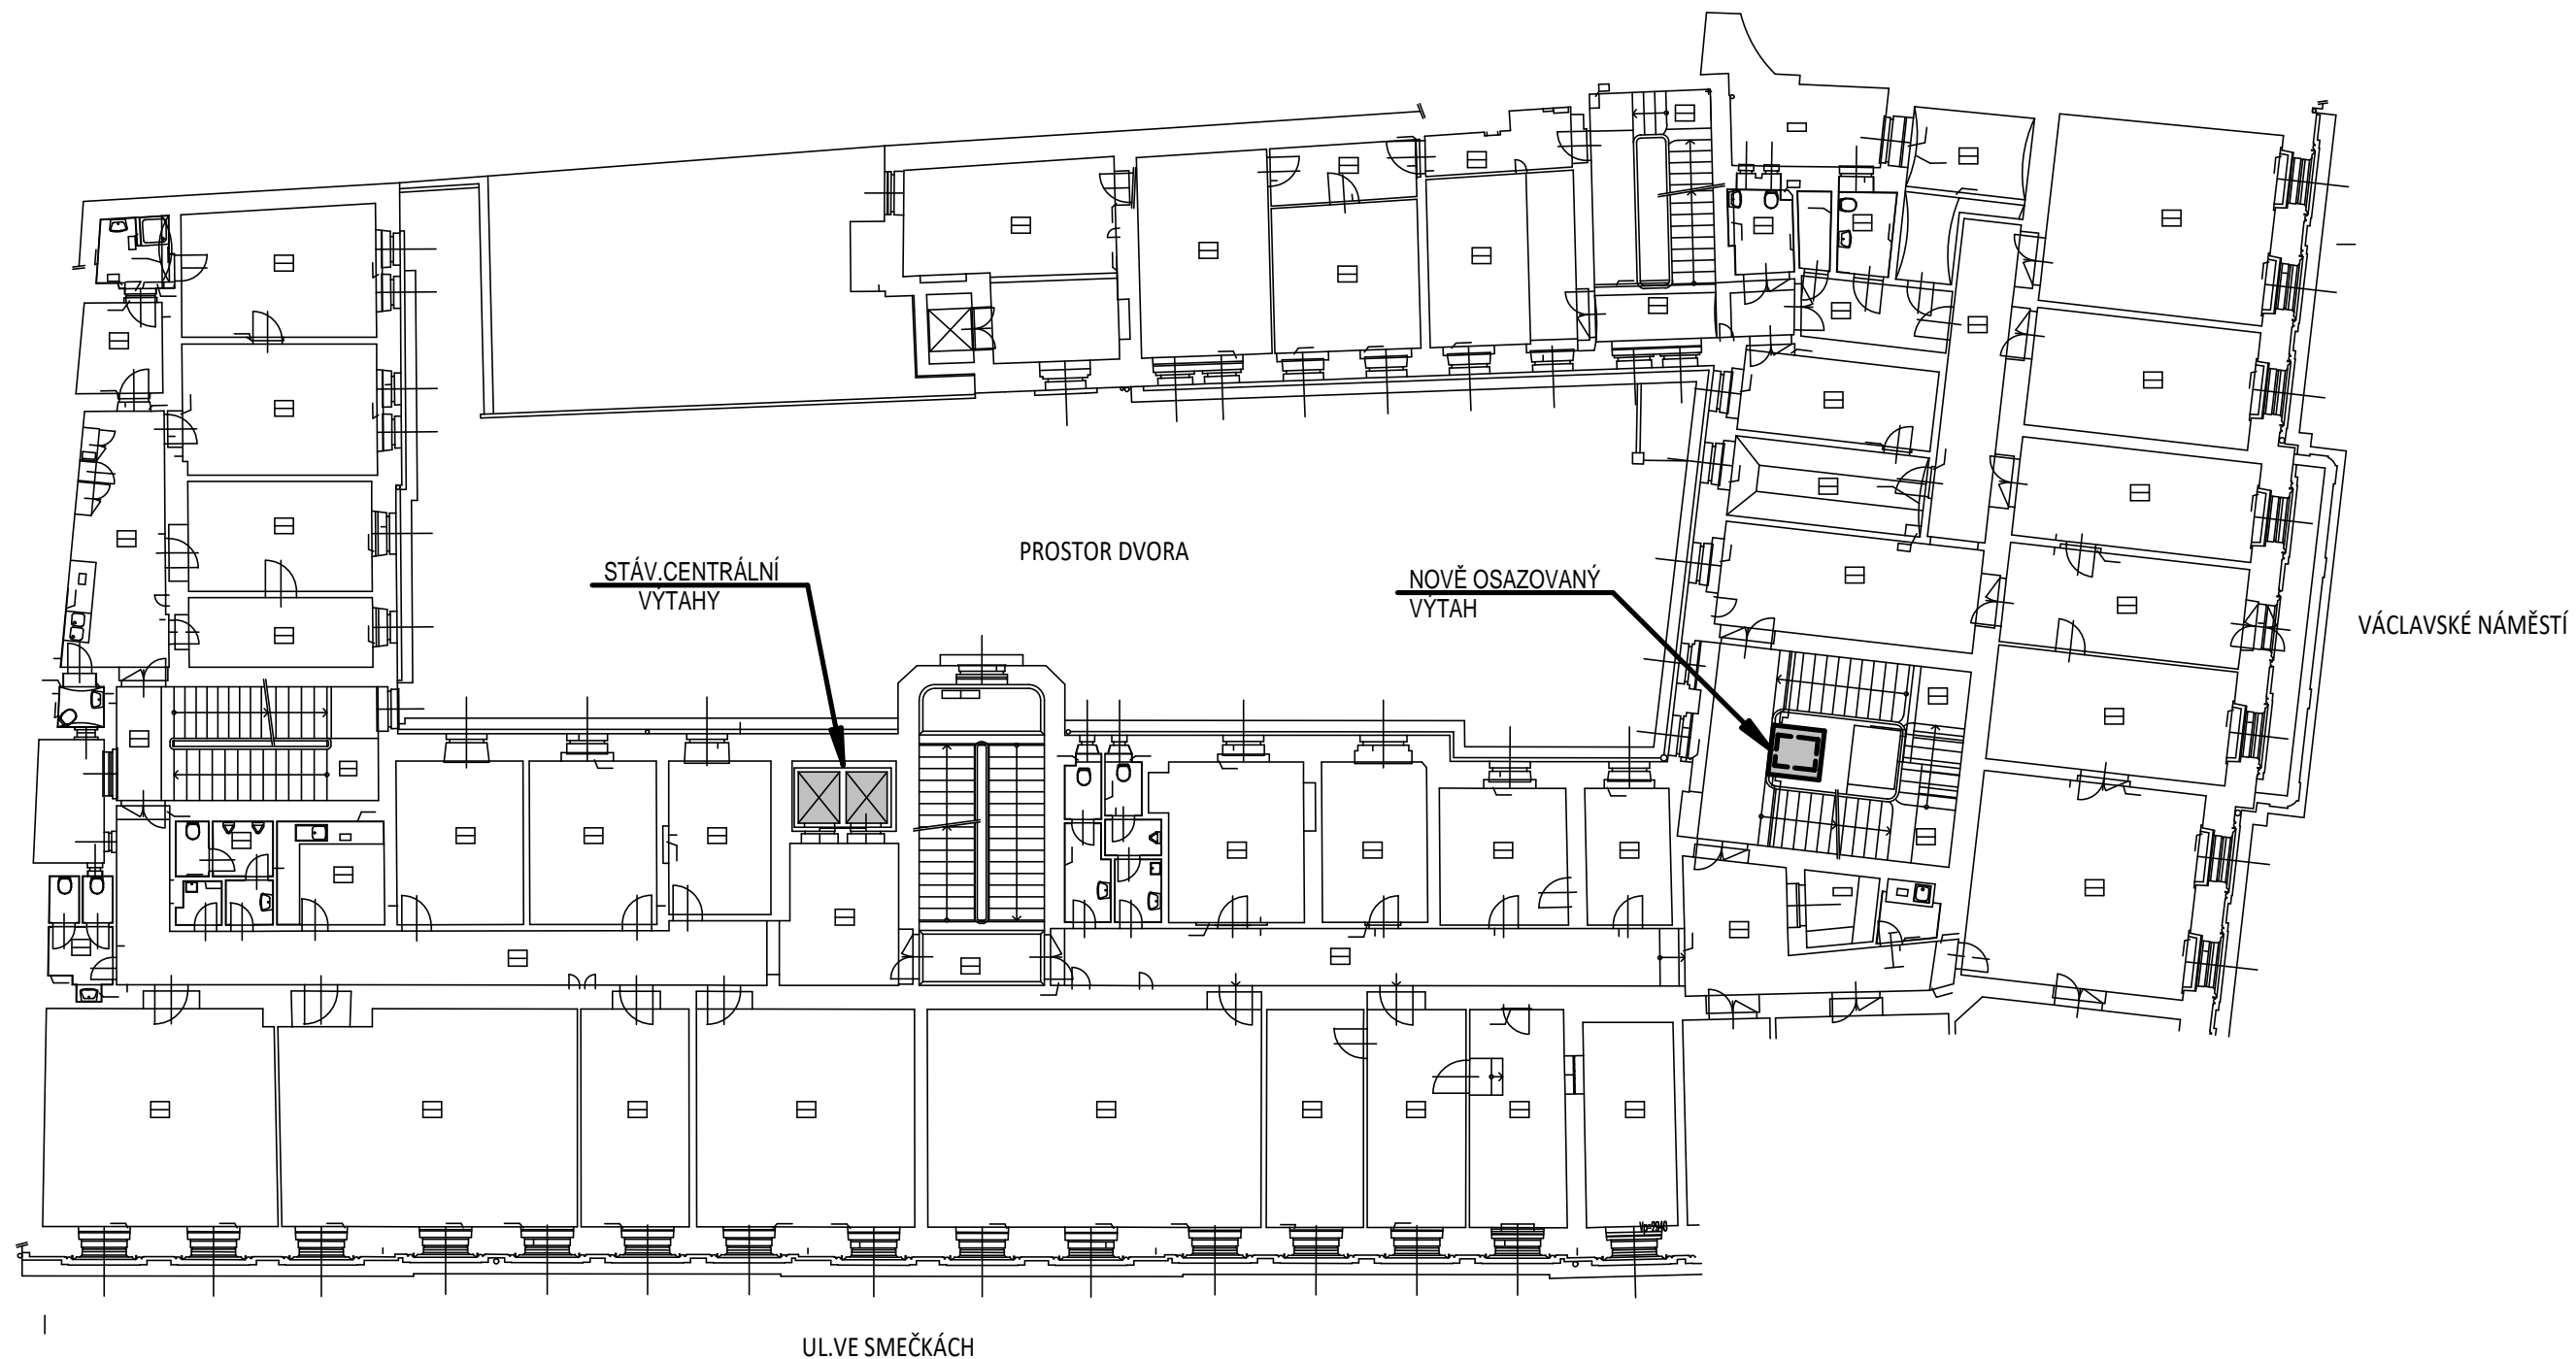 PROSTOR DVORA
STÁV.CENTRÁLNÍ
VÝTAHY
NOVĚ OSAZOVANÝ
VÝTAH
VÁCLAVSKÉ NÁMĚSTÍ
UL.VE SMEČKÁCH